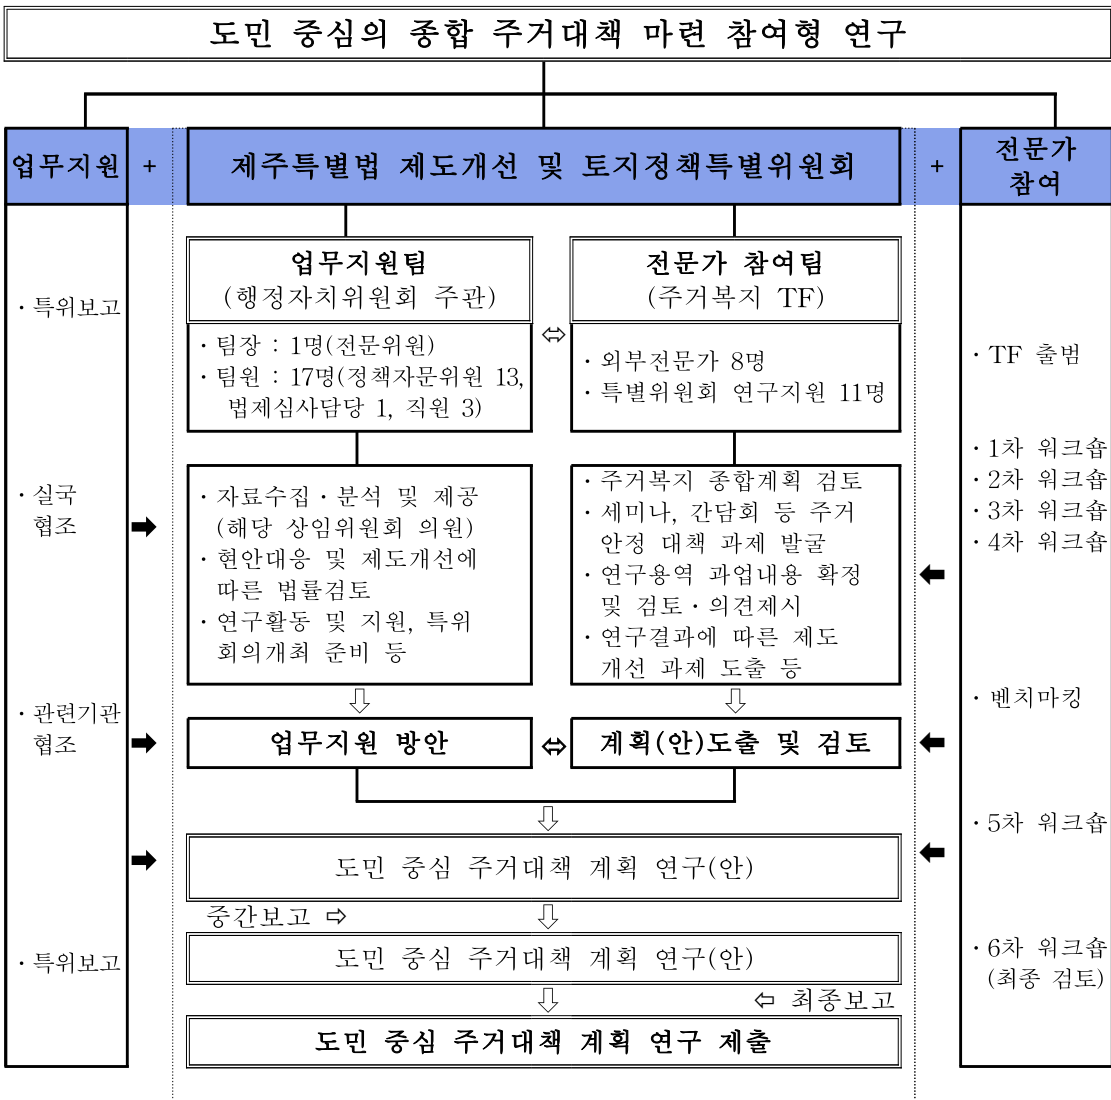 도민 중심의 종합 주거대책 마련 참여형 연구
업무지원
+
제주특별법 제도개선 및 토지정책특별위원회
+
전문가
참여
· 특위보고
· 실국
협조
· 관련기관
협조
· 특위보고
업무지원팀
(행정자치위원회 주관)
· 팀장 : 1명(전문위원)
· 팀원 : 17명(정책자문위원 13,
법제심사담당 1, 직원 3)
⇔
전문가 참여팀
(주거복지 TF)
· 외부전문가 8명
· 특별위원회 연구지원 11명
· 자료수집 · 분석 및 제공
(해당 상임위원회 의원)
· 현안대응 및 제도개선에
따른 법률검토
· 연구활동 및 지원, 특위
회의개최 준비 등
· 주거복지 종합계획 검토
· 세미나, 간담회 등 주거
안정 대책 과제 발굴
· 연구용역 과업내용 확정
및 검토 · 의견제시
· 연구결과에 따른 제도
개선 과제 도출 등
업무지원 방안
⇔
계획(안)도출 및 검토
도민 중심 주거대책 계획 연구(안)
중간보고 ⇨
도민 중심 주거대책 계획 연구(안)
⇦ 최종보고
도민 중심 주거대책 계획 연구 제출
· TF 출범
· 1차 워크숍
· 2차 워크숍
· 3차 워크숍
· 4차 워크숍
· 벤치마킹
· 5차 워크숍
· 6차 워크숍
(최종 검토)